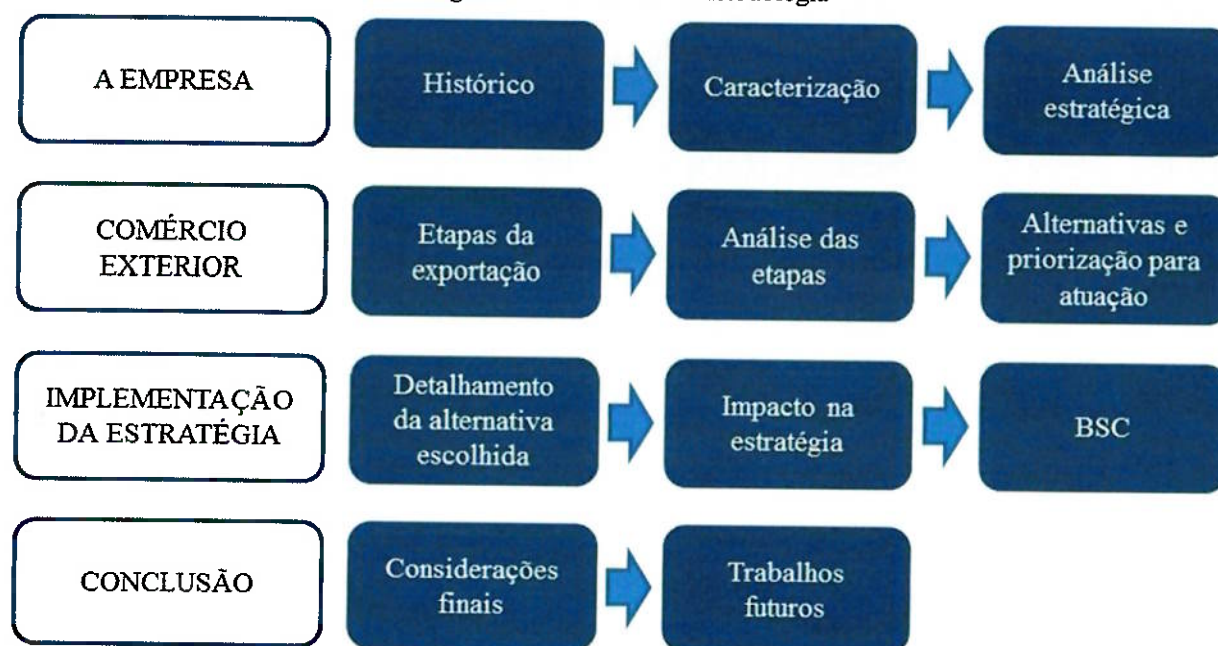 A EMPRESA
Histórico
Caracterização
Análise
estratégica
COMÉRCIO
EXTERIOR
Etapas da
exportação
Análise das
etapas
Alternativas e
priorização para
atuação
IMPLEMENTAÇÃO
DA ESTRATÉGIA
Detalhamento
da alternativa
escolhida
Impacto na
estratégia
BSC
CONCLUSÃO
Considerações
finais
Trabalhos
futuros